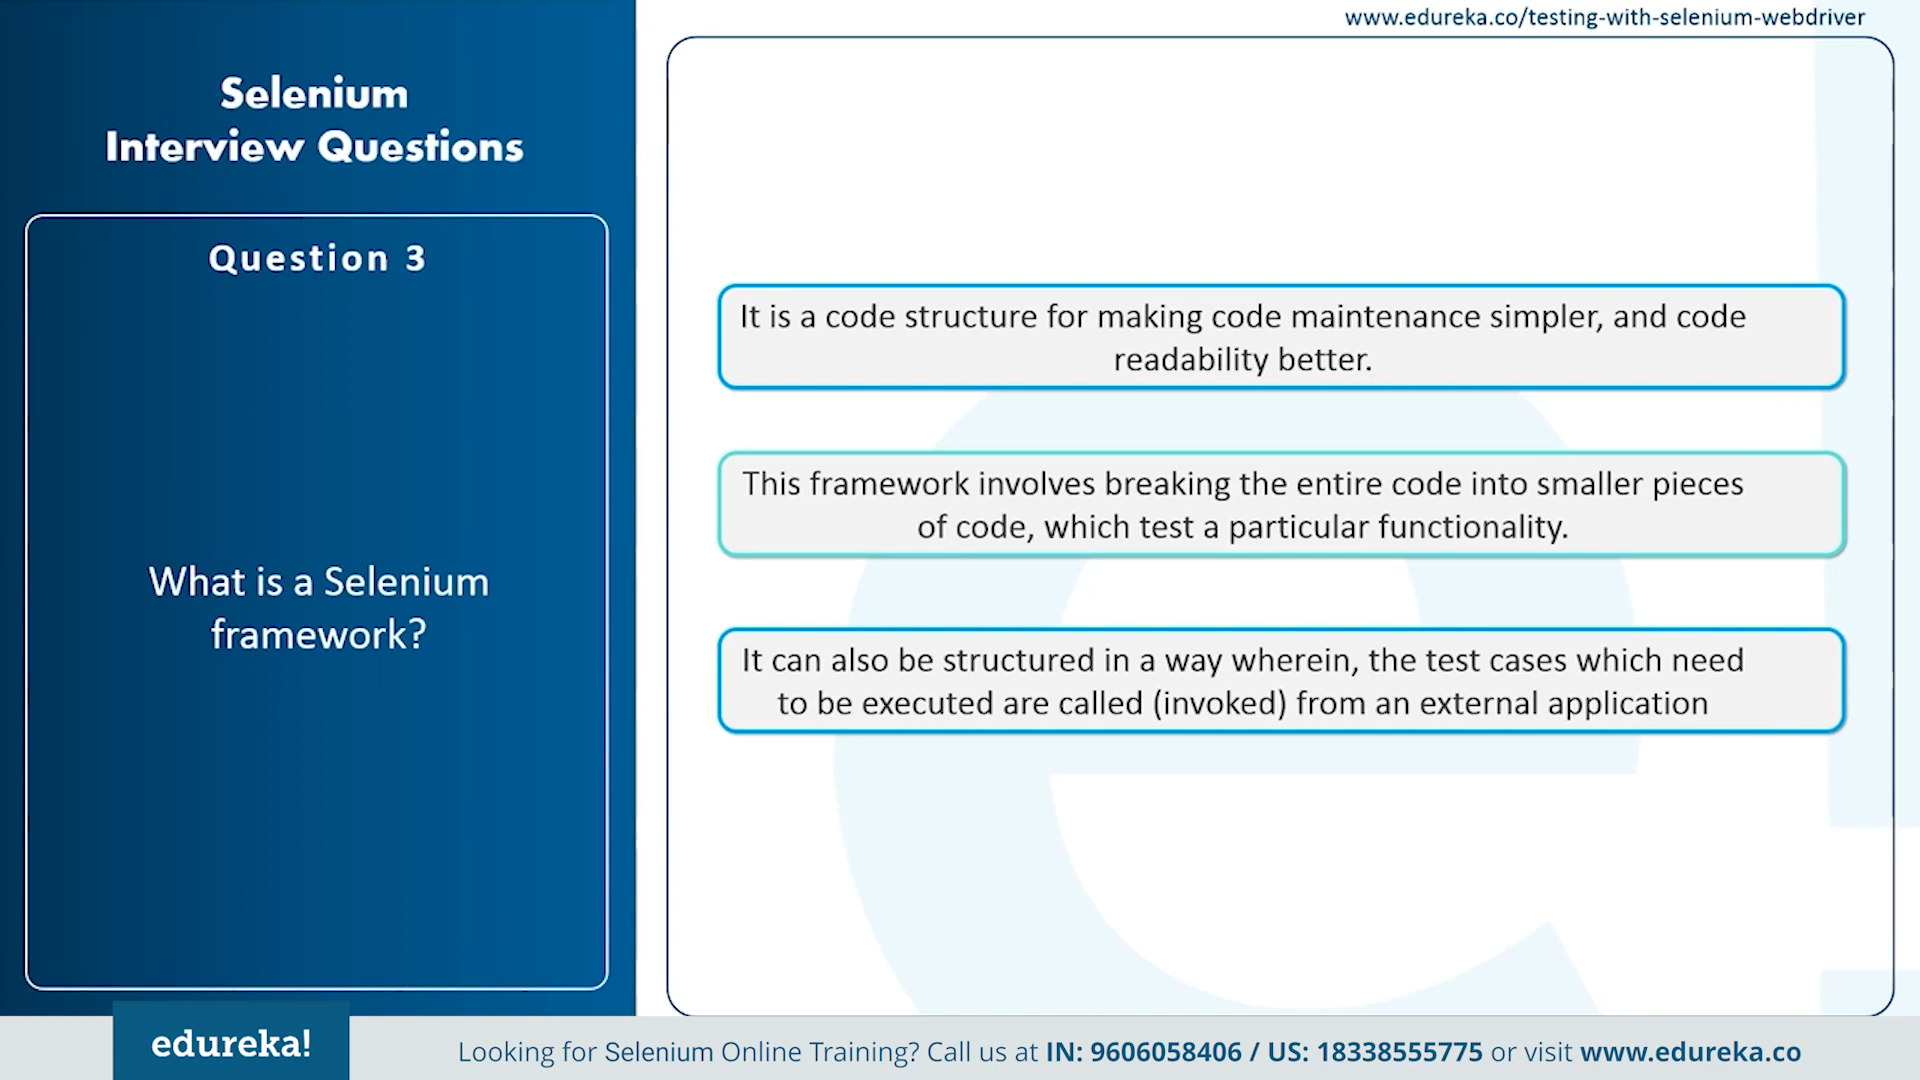 www.edureka.co/testing-with-selenium-webdriver
Selenium
Interview Questions
Question 3
What is a Selenium
framework?
It is a code structure for making code maintenance simpler, and code
readability better.
This framework involves breaking the entire code into smaller pieces
of code, which test a particular functionality.
It can also be structured in a way wherein, the test cases which need
to be executed are called (invoked) from an external application
edureka!
Looking for Selenium Online Training? Call us at IN: 9606058406 / US: 18338555775 or visit www.edureka.co